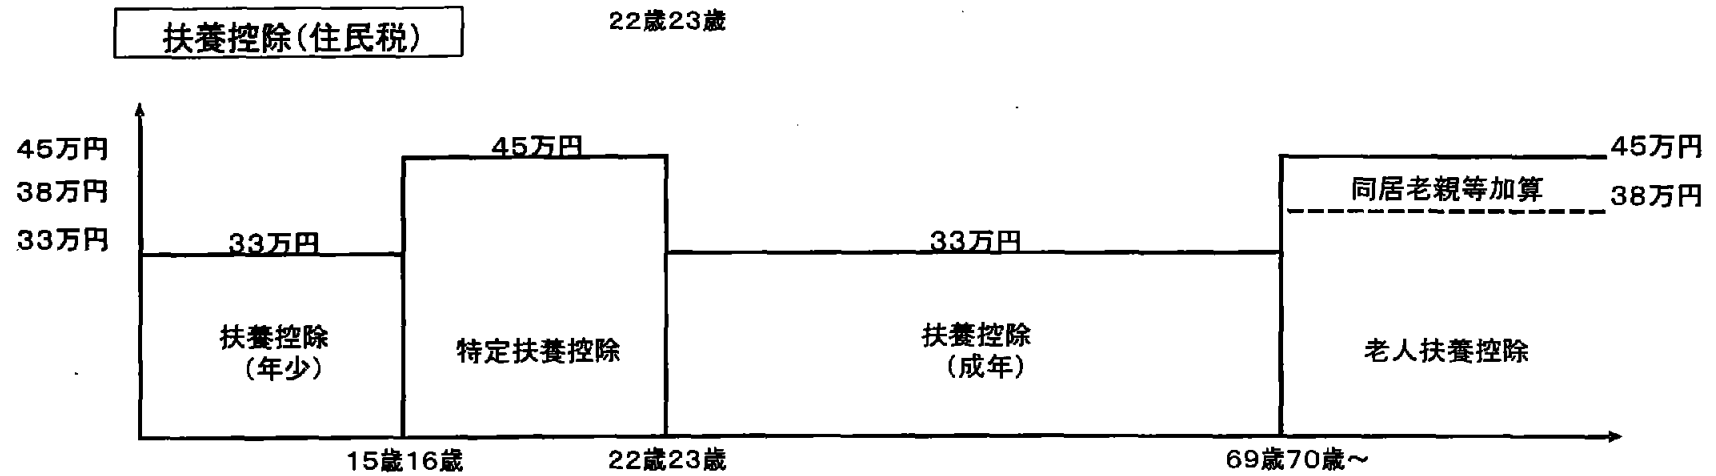 22歳23歳
扶養控除(住民税)
45万円
38万円
33万円
33万円
45万円
33万円
45万円
同居老親等加算
38万円
扶養控除
(年少)
特定扶養控除
扶養控除
(成年)
老人扶養控除
15歳16歳
22歳23歳
69歳70歳~